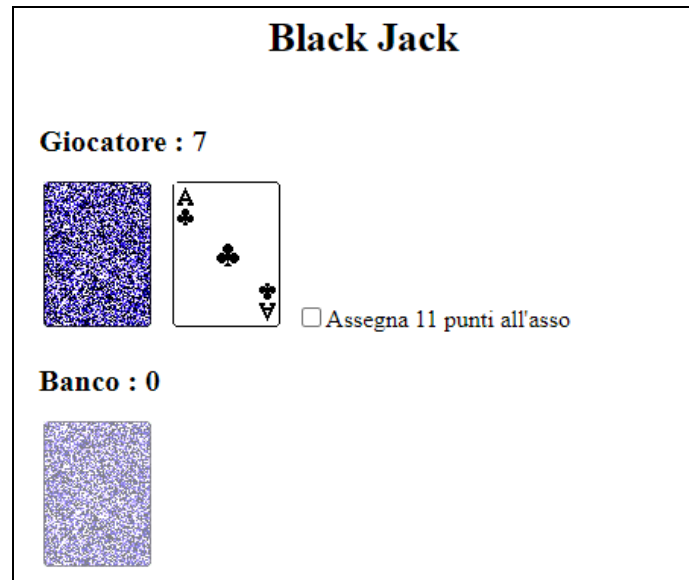 Black Jack
Giocatore : 7
A
A
Assegna 11 punti all'asso
Banco : 0